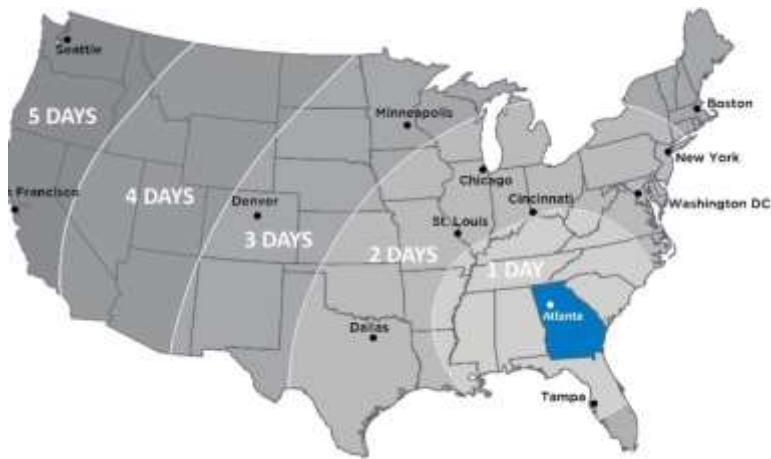 Seattle
Boston
5 DAYS
Minneapolis
New York
Chicago
4 DAYS
Francisco
Denver
Cincinnati
Washington DC
St. Louis
3 DAYS
2 DAYS
1 DAY
Atlanta
Dallas
Tampa